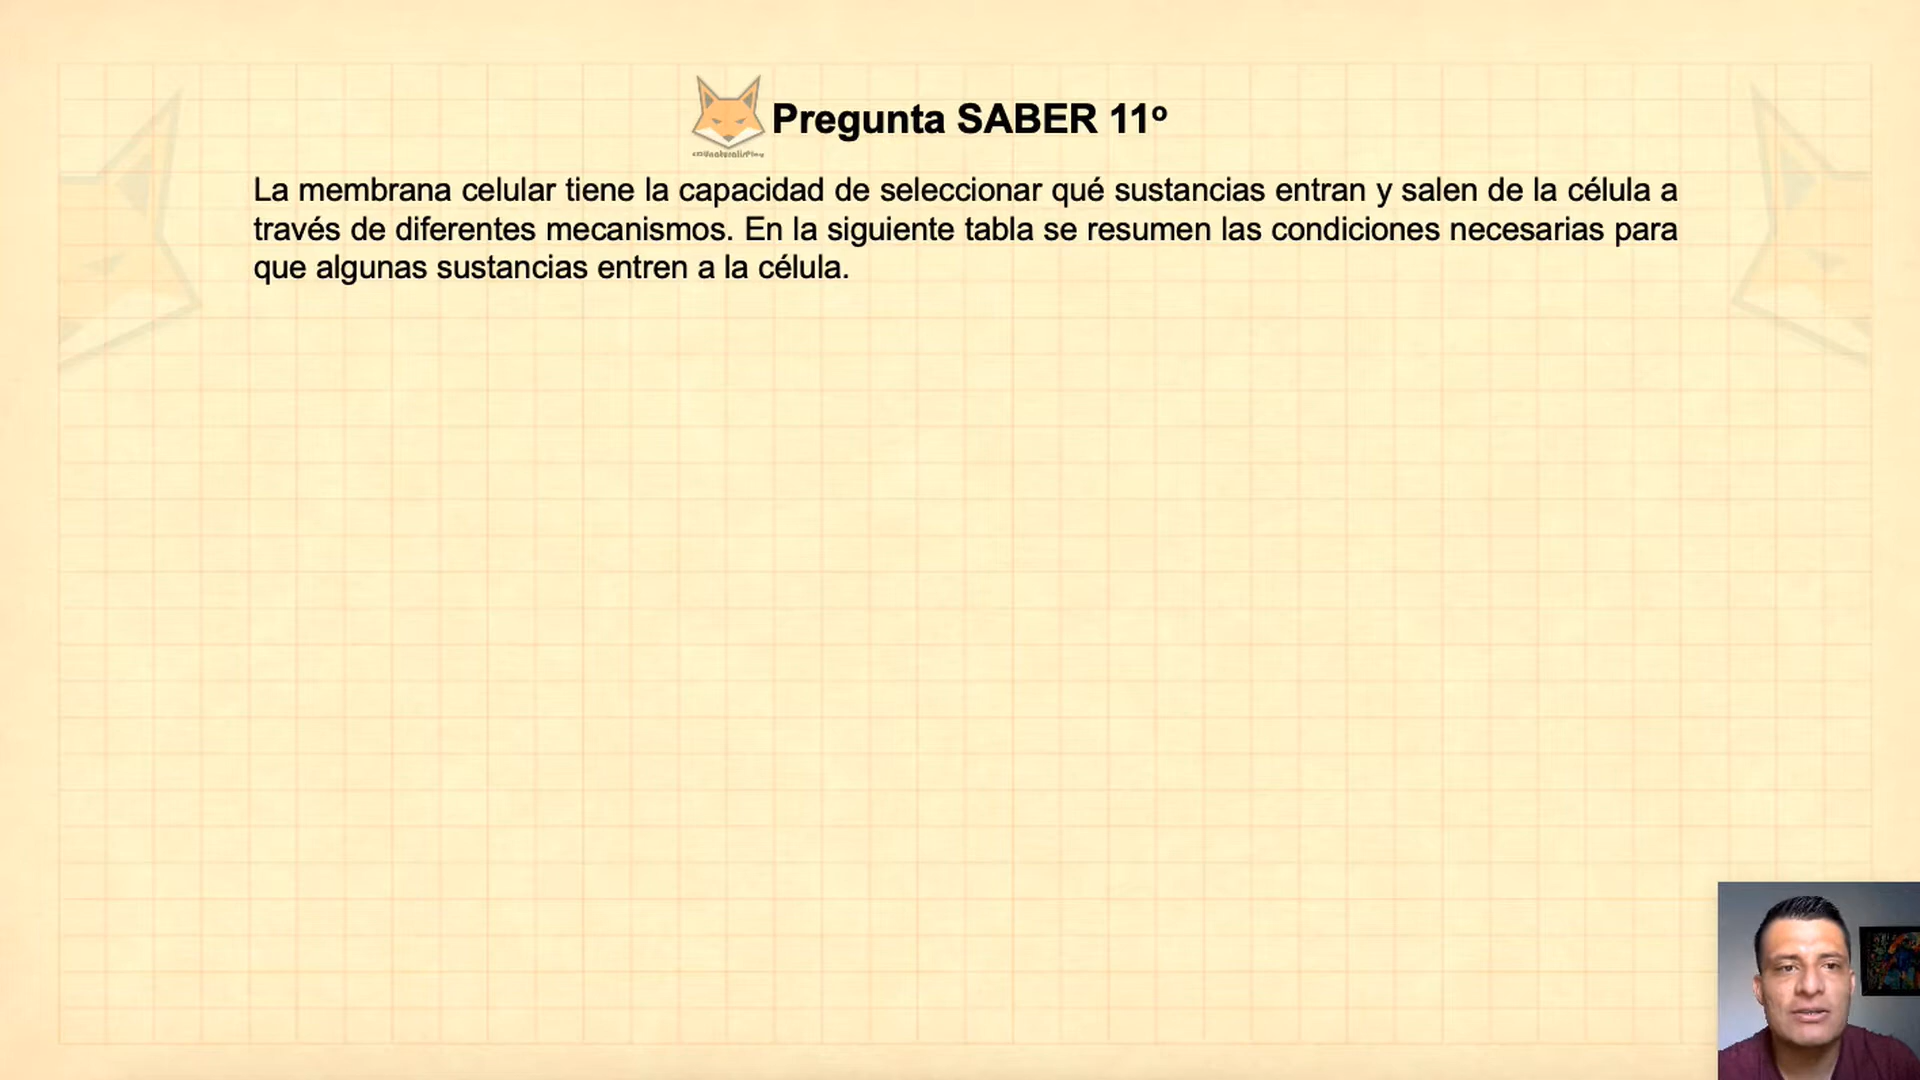 Pregunta SABER 11º
La membrana celular tiene la capacidad de seleccionar qué sustancias entran y salen de la célula a
través de diferentes mecanismos. En la siguiente tabla se resumen las condiciones necesarias para
que algunas sustancias entren a la célula.